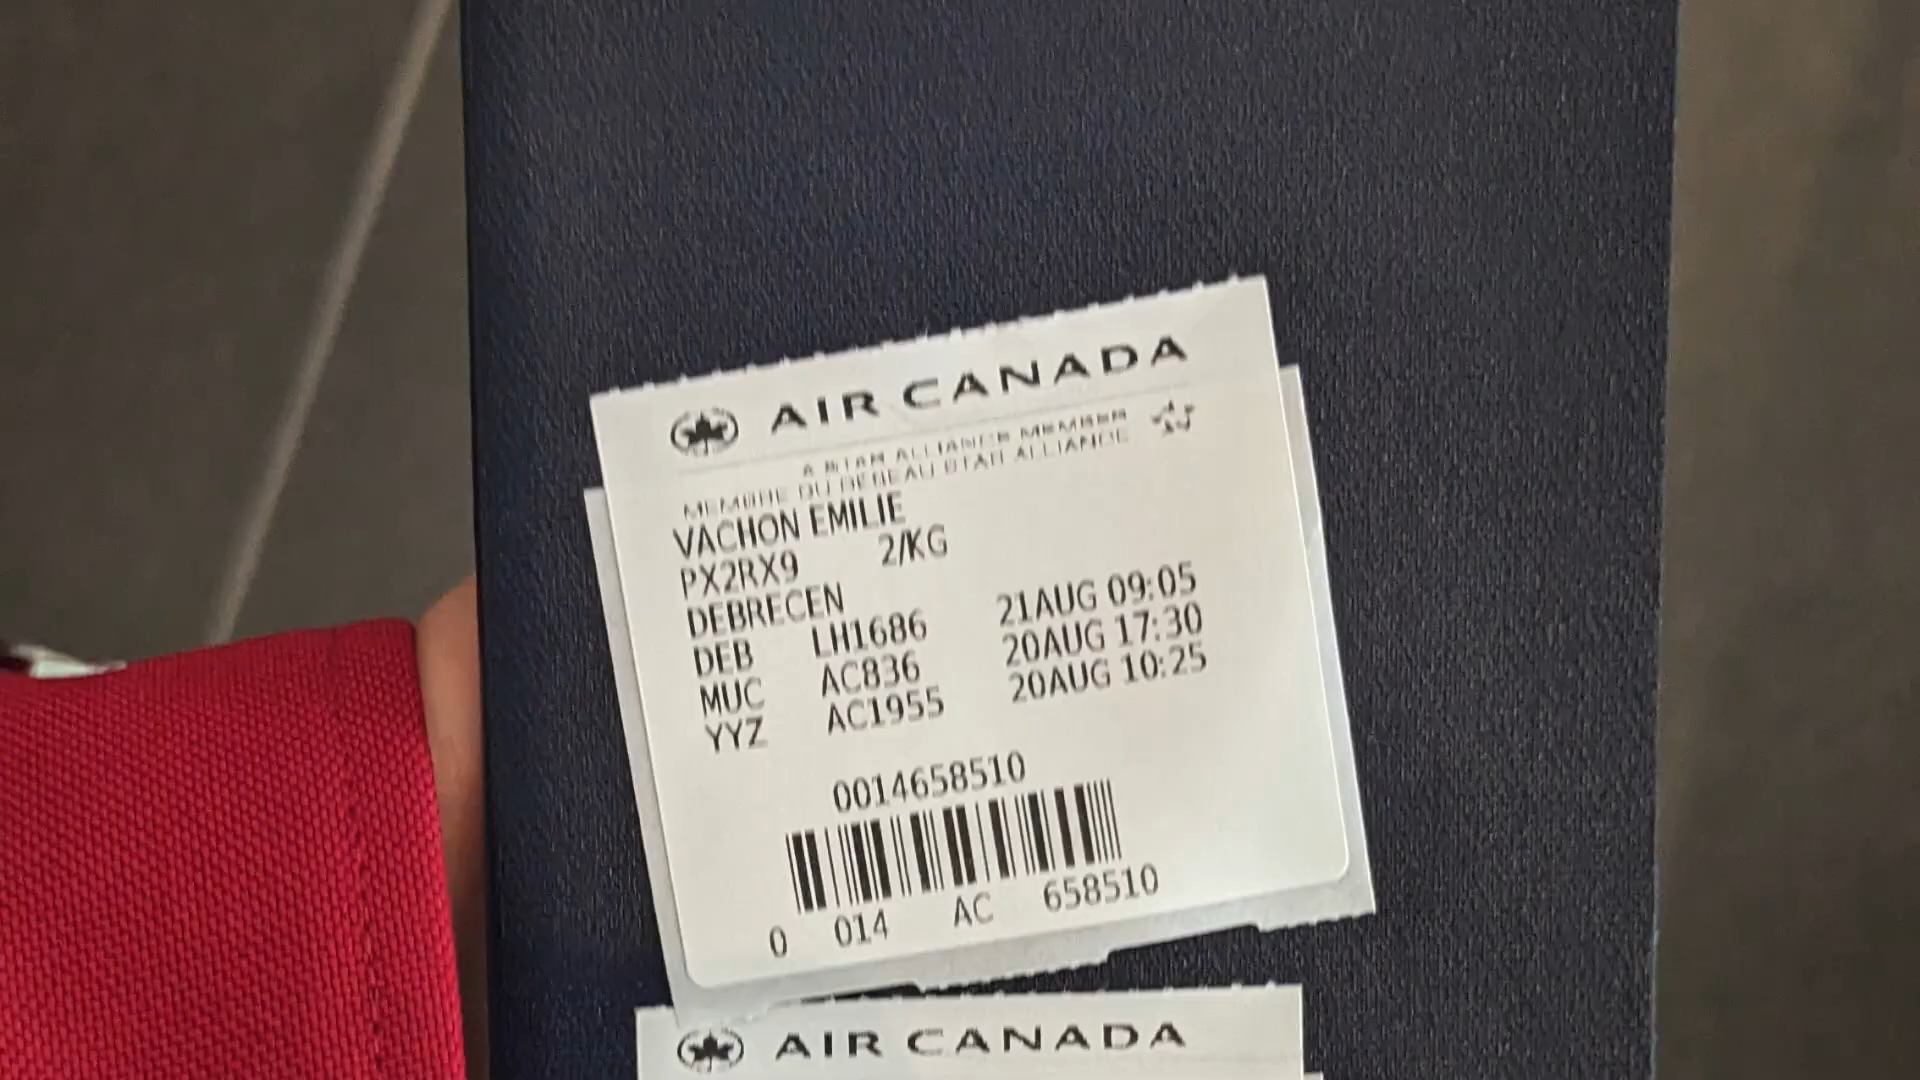 AIR CANADA
A STAR ALLIANCE MEMBER
MEMBRE DU RÉSEAU STAR ALLIANCE
VACHON EMILIE
PX2RX9 2/KG
DEBRECEN
DEB LH1686 21AUG 09:05
MUC AC836 20AUG 17:30
YYZ AC1955 20AUG 10:25
0014658510
0 014 AC 658510
AIR CANADA